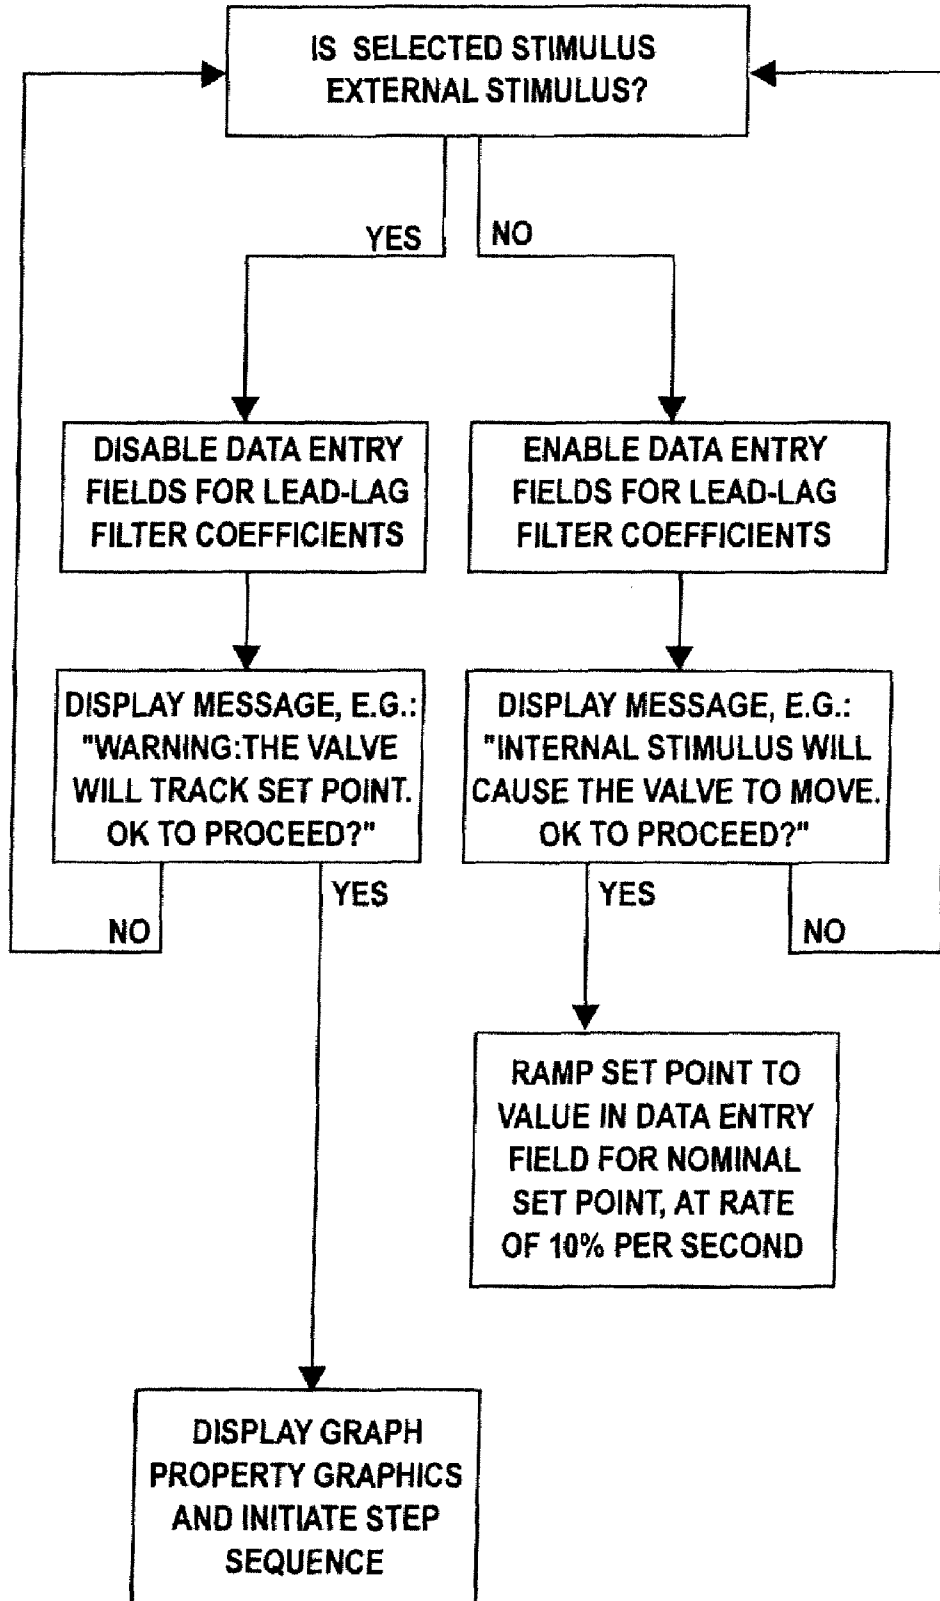 IS SELECTED STIMULUS
EXTERNAL STIMULUS?
YES
NO
DISABLE DATA ENTRY
FIELDS FOR LEAD-LAG
FILTER COEFFICIENTS
ENABLE DATA ENTRY
FIELDS FOR LEAD-LAG
FILTER COEFFICIENTS
DISPLAY MESSAGE, E.G.:
"WARNING:THE VALVE
WILL TRACK SET POINT.
OK TO PROCEED?"
DISPLAY MESSAGE, E.G.:
"INTERNAL STIMULUS WILL
CAUSE THE VALVE TO MOVE.
OK TO PROCEED?"
NO
YES
YES
NO
RAMP SET POINT TO
VALUE IN DATA ENTRY
FIELD FOR NOMINAL
SET POINT, AT RATE
OF 10% PER SECOND
DISPLAY GRAPH
PROPERTY GRAPHICS
AND INITIATE STEP
SEQUENCE